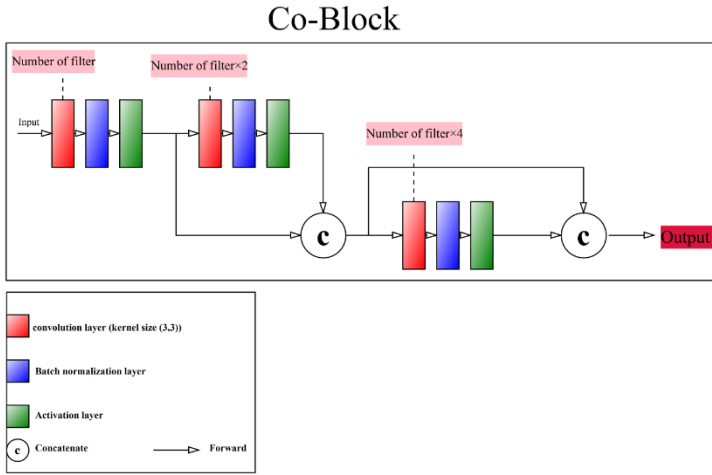 Co-Block
Number of filter
Number of filter×2
Input
Number of filter×4
c
c
Output
convolution layer (kernel size (3,3))
Batch normalization layer
Activation layer
c Concatenate Forward